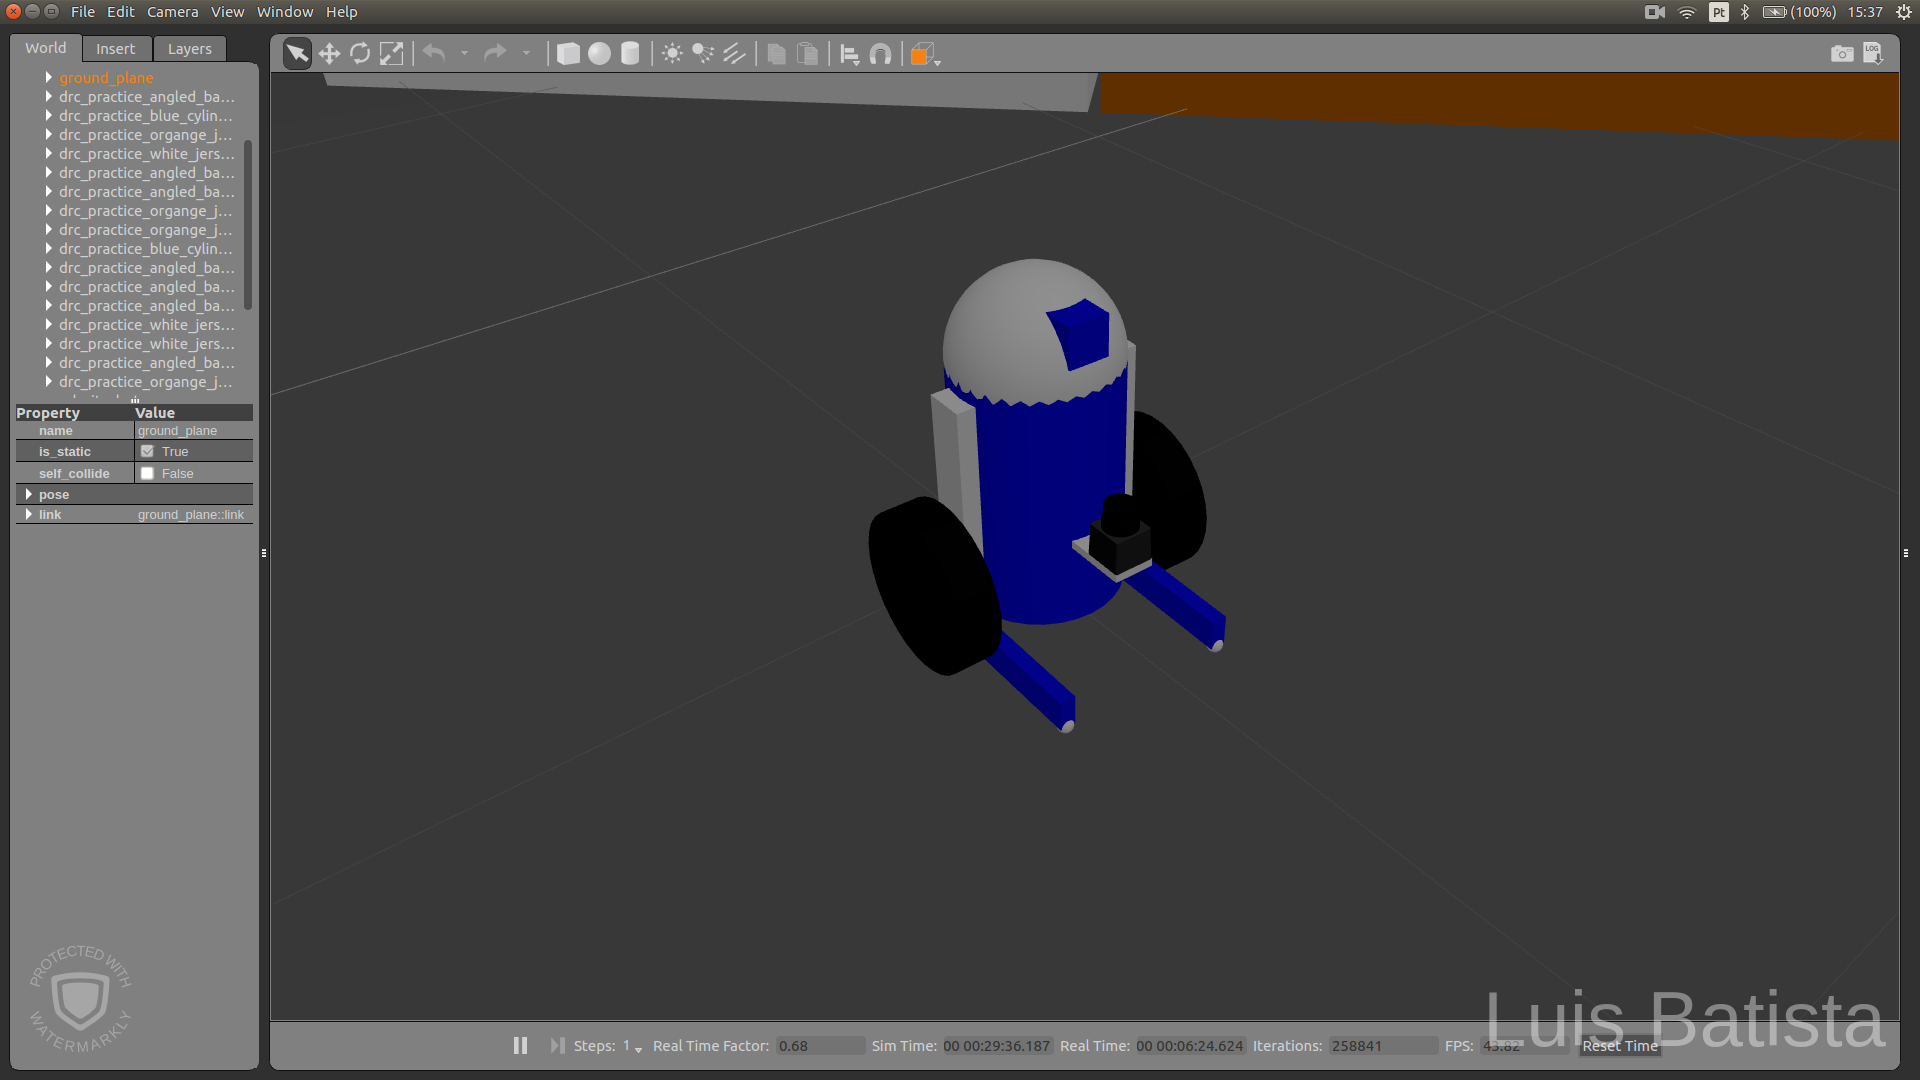 File Edit Camera View Window Help
Pt (100%) 15:37
World Insert Layers
LOG
ground_plane
drc_practice_angled_ba...
drc_practice_blue_cylin...
drc_practice_organge_j...
drc_practice_white_jers...
drc_practice_angled_ba...
drc_practice_angled_ba...
drc_practice_organge_j...
drc_practice_organge_j...
drc_practice_blue_cylin...
drc_practice_angled_ba...
drc_practice_angled_ba...
drc_practice_angled_ba...
drc_practice_white_jers...
drc_practice_white_jers...
drc_practice_angled_ba...
drc_practice_organge_j...
Property Value
name ground_plane
is_static True
self_collide False
pose
link ground_plane::link
PROTECTED WITH
WATERMARKLY
Luis Batista
Steps: 1 Real Time Factor: 0.68 Sim Time: 00 00:29:36.187 Real Time: 00 00:06:24.624 Iterations: 258841 FPS: 43.82 Reset Time